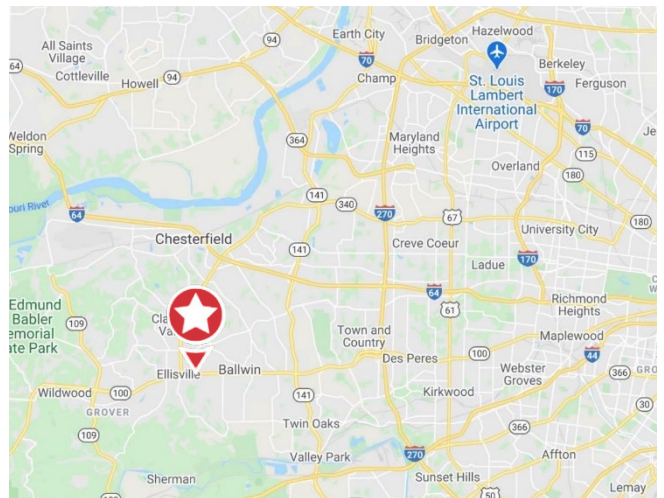 Earth City
Hazelwood
All Saints
Village
94
Bridgeton
64
Cottleville
Howell
94
70
Champ
St. Louis
Lambert
International
Airport
Berkeley
170
Ferguson
Weldon
Spring
364
Maryland
Heights
70
115
Overland
180
141
340
270
67
180
64
Chesterfield
141
Creve Coeur
University City
Ladue
170
64
61
Richmond
Heights
Edmund
Babler
109
Town and
Country
Maplewood
44
Des Peres
100
366
Ellisville
Ballwin
Webster
Groves
Wildwood
100
GROVER
141
Kirkwood
30
109
Twin Oaks
366
270
Affton
Valley Park
Sherman
Sunset Hills
50
Lemay